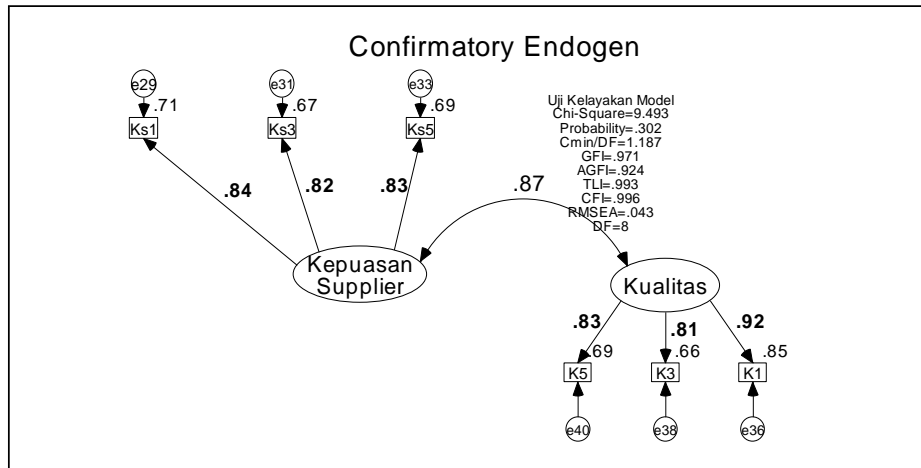 Confirmatory Endogen
e29
e31
e33
.71
.67
.69
Ks1
Ks3
Ks5
Uji Kelayakan Model
Chi-Square=9.493
Probability=.302
Cmin/DF=1.187
GFI=.971
AGFI=.924
TLI=.993
CFI=.996
RMSEA=.043
DF=8
.84
.82
.83
.87
Kepuasan
Supplier
Kualitas
.83
.81
.92
.69
.66
.85
K5
K3
K1
e40
e38
e36